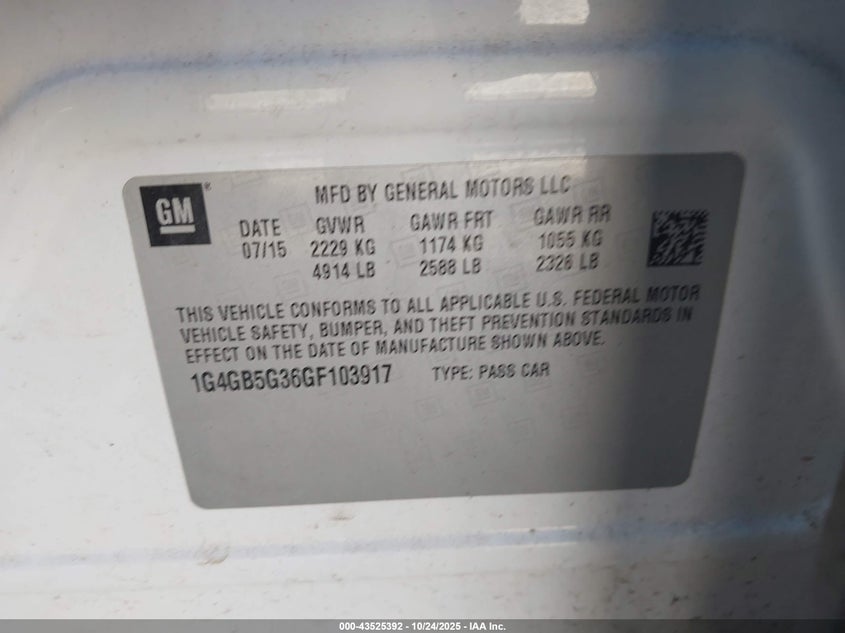 GM ®
MFD BY GENERAL MOTORS LLC
DATE GVWR GAWR FRT GAWR RR
07/15 2229 KG 1174 KG 1055 KG
4914 LB 2588 LB 2326 LB
THIS VEHICLE CONFORMS TO ALL APPLICABLE U.S. FEDERAL MOTOR
VEHICLE SAFETY, BUMPER, AND THEFT PREVENTION STANDARDS IN
EFFECT ON THE DATE OF MANUFACTURE SHOWN ABOVE.
1G4GB5G36GF103917 TYPE: PASS CAR
000-43525392 - 10/24/2025 - IAA Inc.